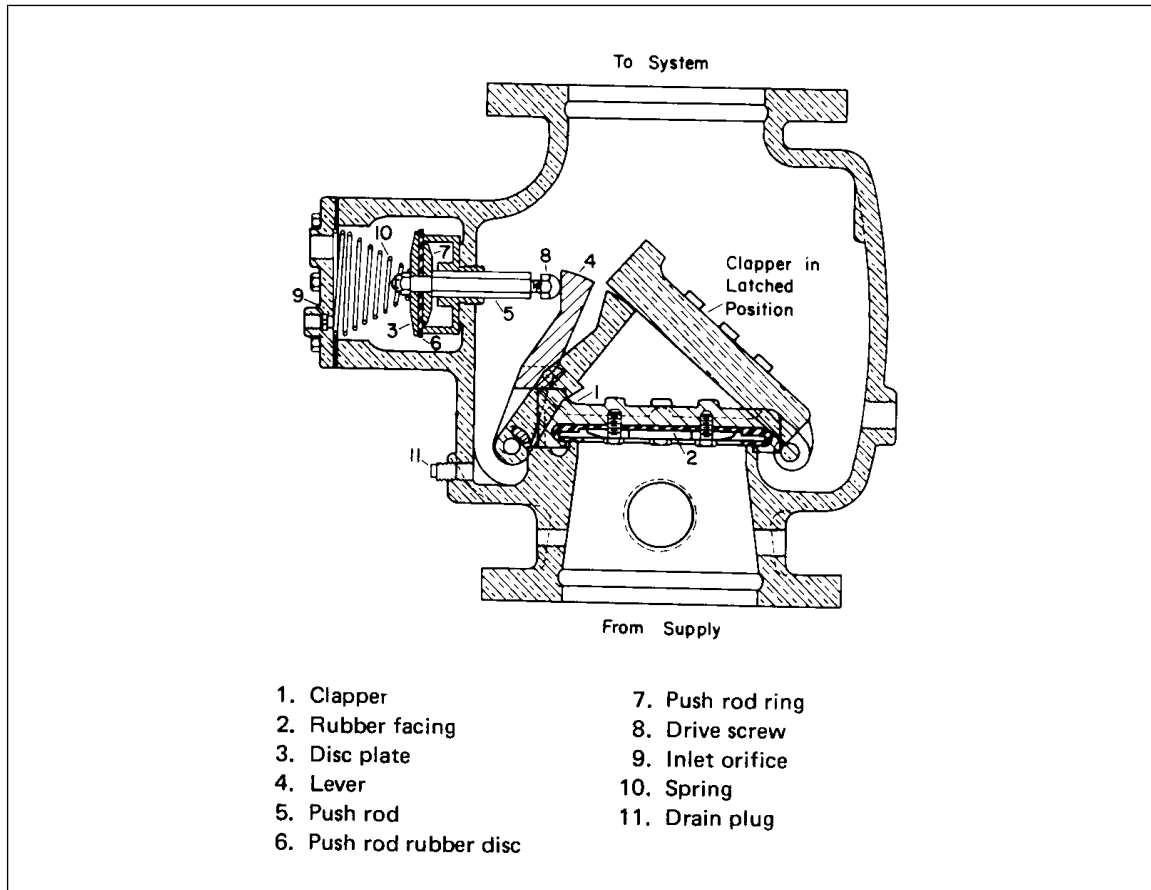 To System
10
7
8
4
Clapper in
Latched
Position
9
5
3
6
1
2
11
From Supply
1. Clapper
2. Rubber facing
3. Disc plate
4. Lever
5. Push rod
6. Push rod rubber disc
7. Push rod ring
8. Drive screw
9. Inlet orifice
10. Spring
11. Drain plug